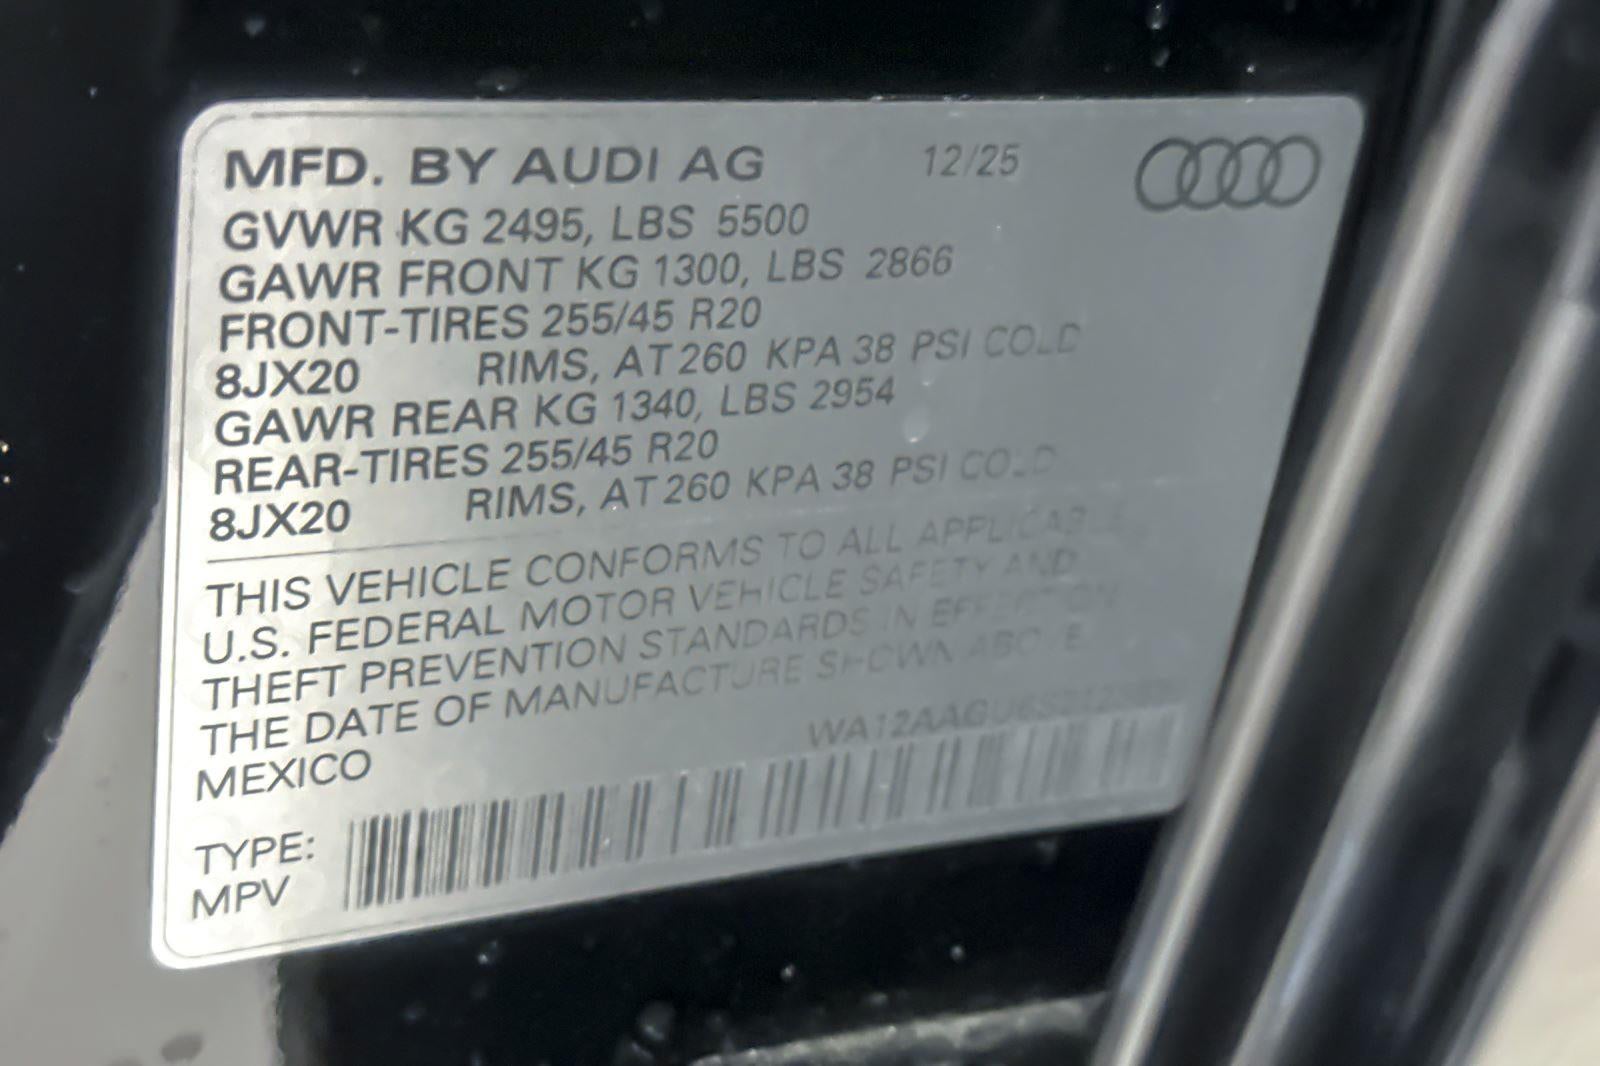 MFD. BY AUDI AG 12/25
GVWR KG 2495, LBS 5500
GAWR FRONT KG 1300, LBS 2866
FRONT-TIRES 255/45 R20
8JX20 RIMS, AT 260 KPA 38 PSI COLD
GAWR REAR KG 1340, LBS 2954
REAR-TIRES 255/45 R20
8JX20 RIMS, AT 260 KPA 38 PSI COLD
THIS VEHICLE CONFORMS TO ALL APPLICABLE
U.S. FEDERAL MOTOR VEHICLE SAFETY AND
THEFT PREVENTION STANDARDS IN EFFECT ON
THE DATE OF MANUFACTURE SHOWN ABOVE
MEXICO
TYPE:
MPV